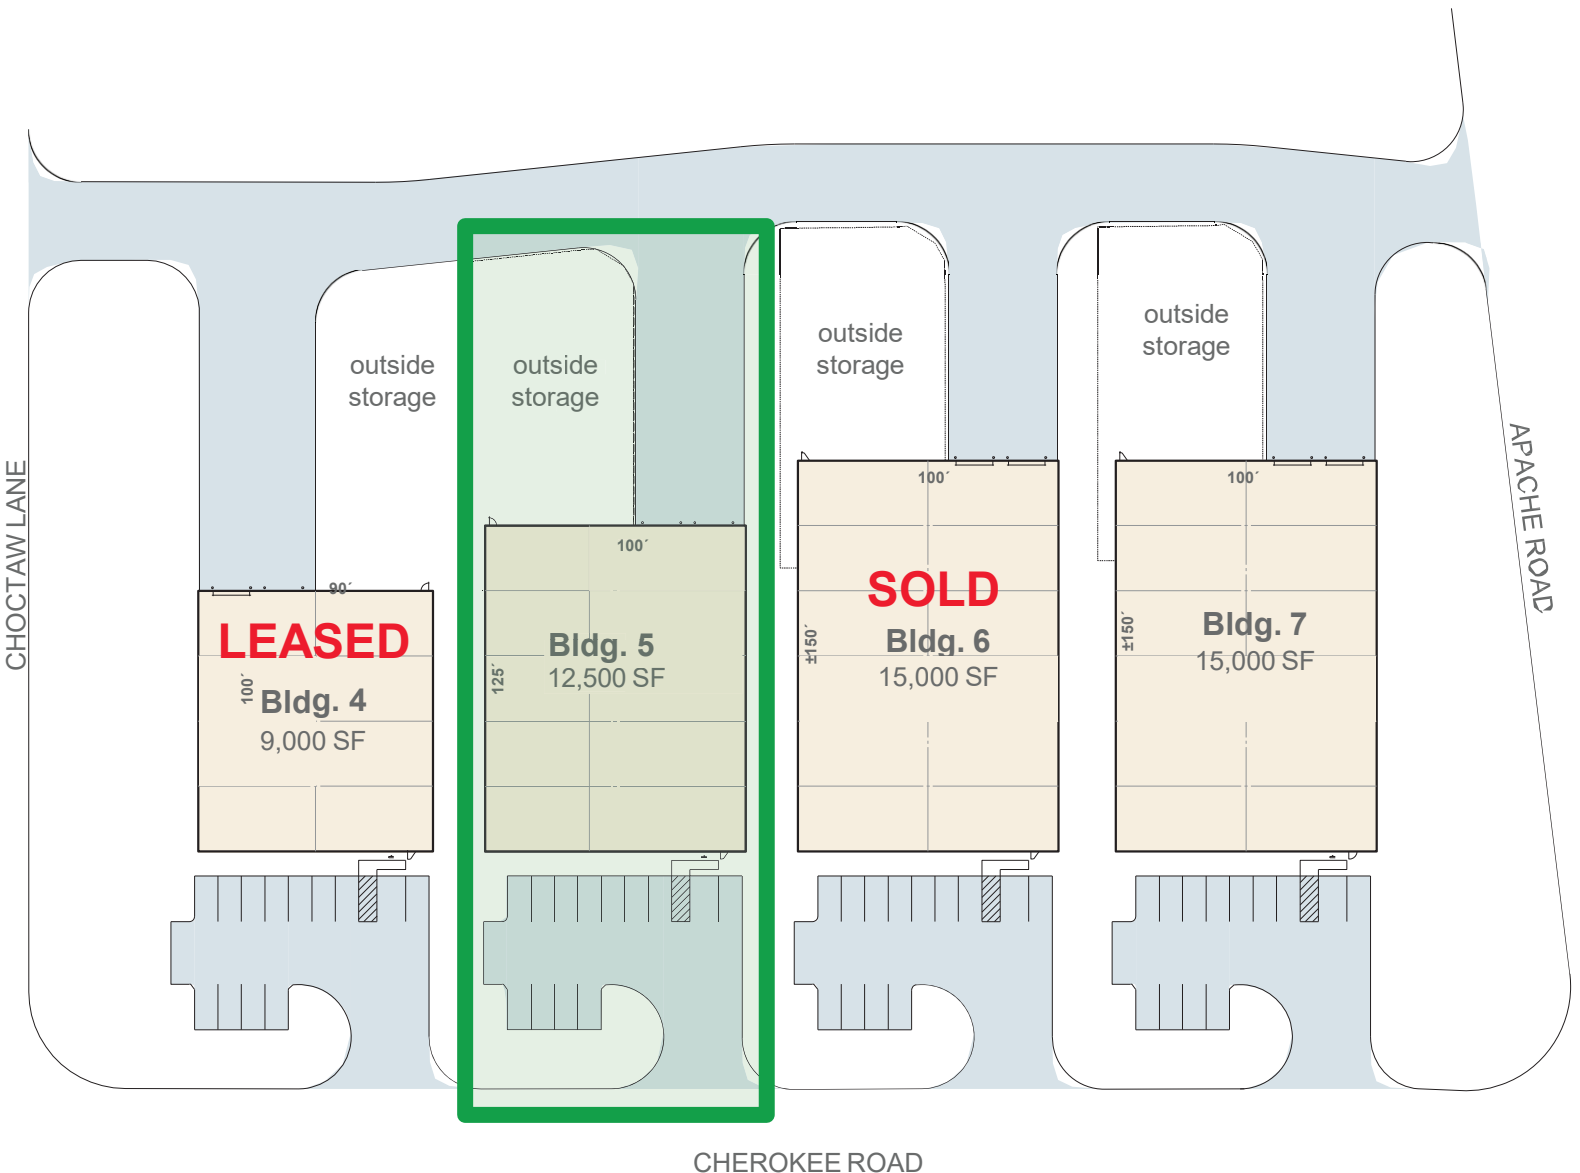 outside
storage
outside
storage
outside
storage
outside
storage
CHOCTAW LANE
APACHE ROAD
90´
LEASED
100´
Bldg. 4
9,000 SF
100´
125´
Bldg. 5
12,500 SF
100´
SOLD
±150´
Bldg. 6
15,000 SF
100´
±150´
Bldg. 7
15,000 SF
CHEROKEE ROAD